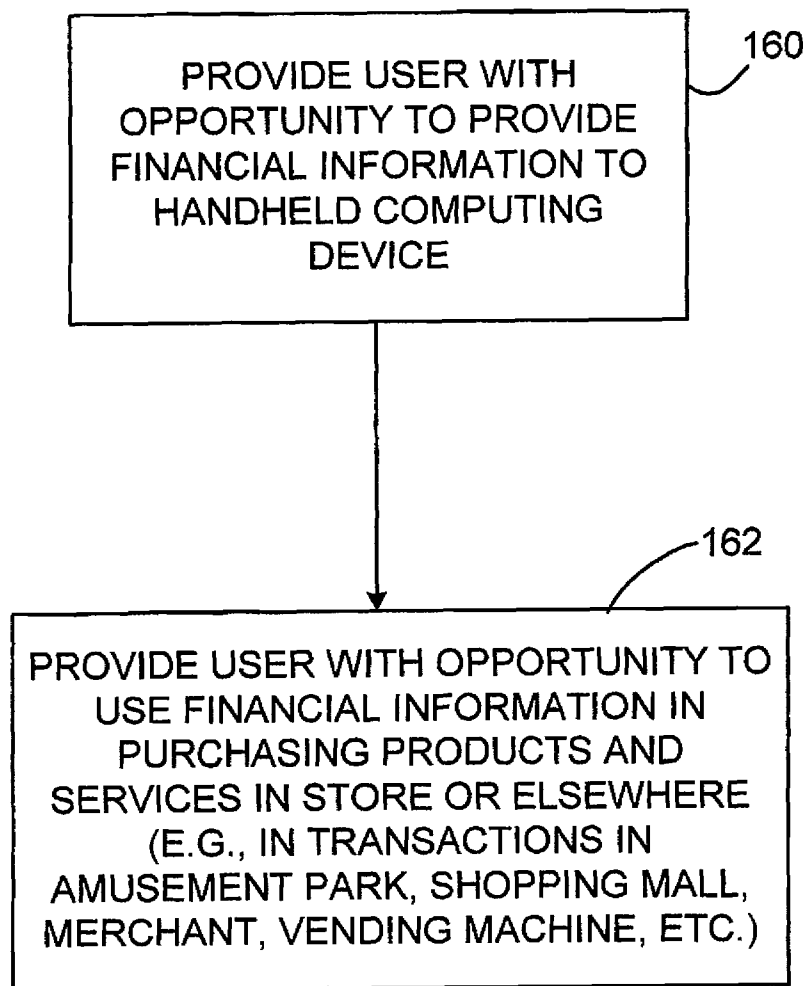 PROVIDE USER WITH
OPPORTUNITY TO PROVIDE
FINANCIAL INFORMATION TO
HANDHELD COMPUTING
DEVICE
160
162
PROVIDE USER WITH OPPORTUNITY TO
USE FINANCIAL INFORMATION IN
PURCHASING PRODUCTS AND
SERVICES IN STORE OR ELSEWHERE
(E.G., IN TRANSACTIONS IN
AMUSEMENT PARK, SHOPPING MALL,
MERCHANT, VENDING MACHINE, ETC.)